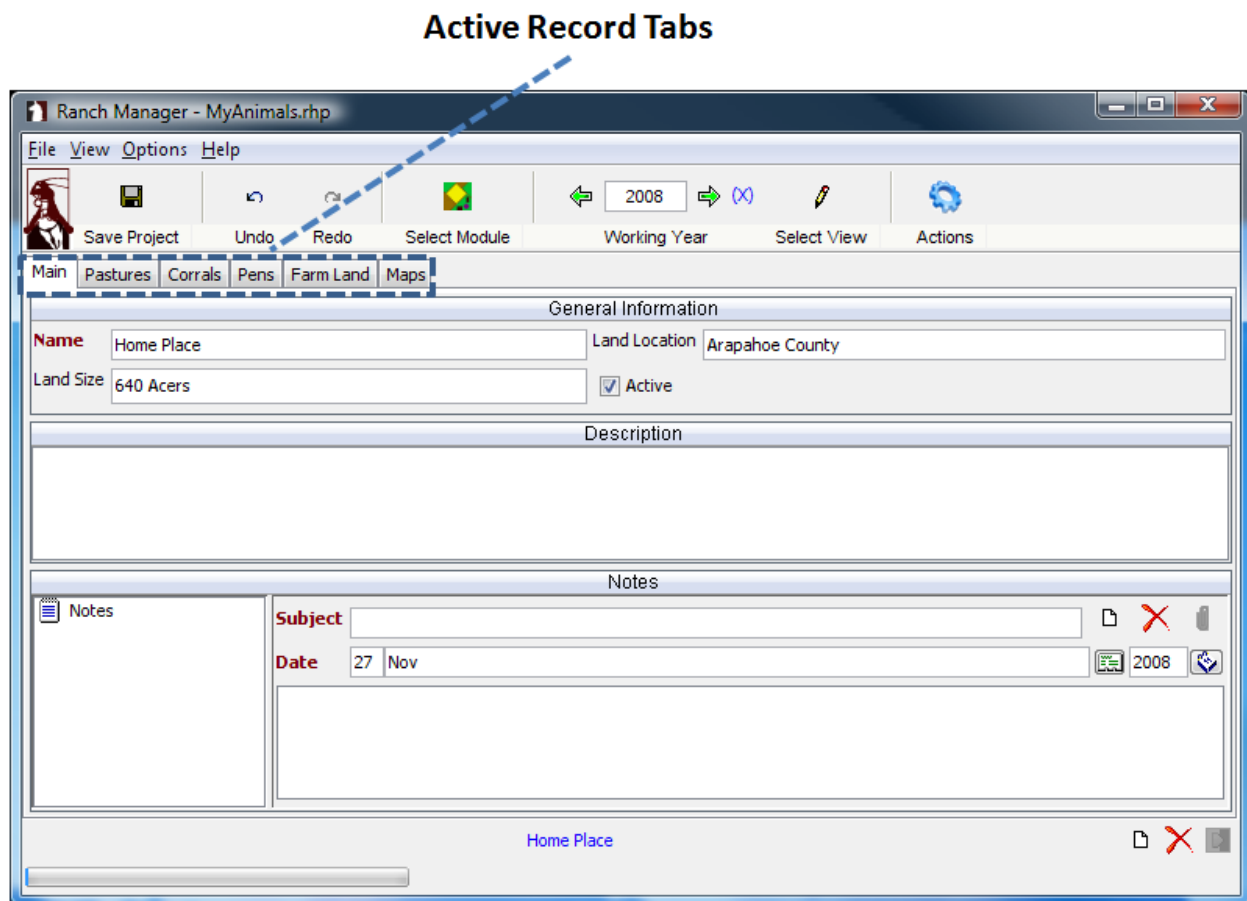 Active Record Tabs
Ranch Manager - MyAnimals.rhp
File View Options Help
2008 (X)
Save Project Undo Redo Select Module Working Year Select View Actions
Main Pastures Corrals Pens Farm Land Maps
General Information
Name Home Place Land Location Arapahoe County
Land Size 640 Acers Active
Description
Notes
Notes Subject
Date 27 Nov 2008
Home Place